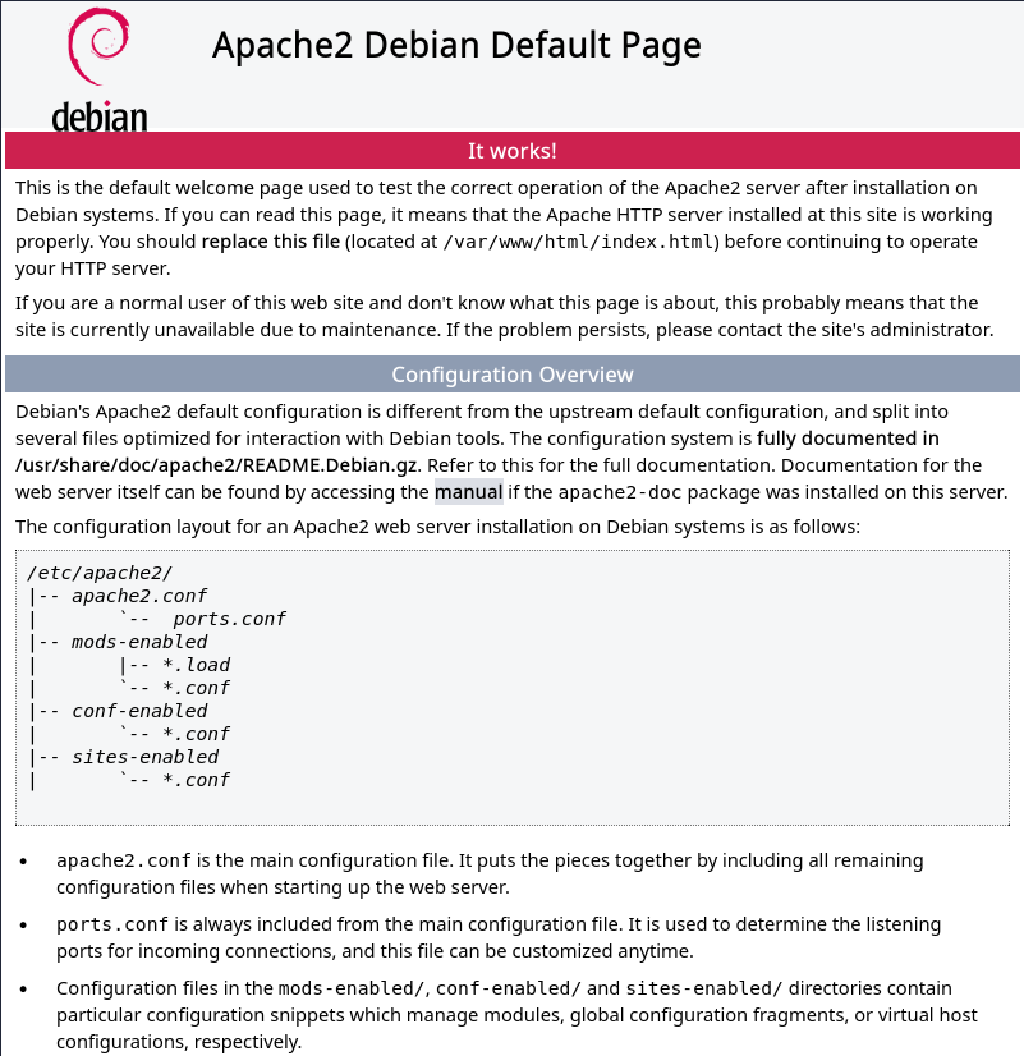 debian
Apache2 Debian Default Page
It works!
This is the default welcome page used to test the correct operation of the Apache2 server after installation on
Debian systems. If you can read this page, it means that the Apache HTTP server installed at this site is working
properly. You should replace this file (located at /var/www/html/index.html) before continuing to operate
your HTTP server.
If you are a normal user of this web site and don't know what this page is about, this probably means that the
site is currently unavailable due to maintenance. If the problem persists, please contact the site's administrator.
Configuration Overview
Debian's Apache2 default configuration is different from the upstream default configuration, and split into
several files optimized for interaction with Debian tools. The configuration system is fully documented in
/usr/share/doc/apache2/README.Debian.gz. Refer to this for the full documentation. Documentation for the
web server itself can be found by accessing the manual if the apache2-doc package was installed on this server.
The configuration layout for an Apache2 web server installation on Debian systems is as follows:
/etc/apache2/
|-- apache2.conf
|       `--  ports.conf
|-- mods-enabled
|       |-- *.load
|       `-- *.conf
|-- conf-enabled
|       `-- *.conf
|-- sites-enabled
|       `-- *.conf
• apache2.conf is the main configuration file. It puts the pieces together by including all remaining
configuration files when starting up the web server.
• ports.conf is always included from the main configuration file. It is used to determine the listening
ports for incoming connections, and this file can be customized anytime.
• Configuration files in the mods-enabled/, conf-enabled/ and sites-enabled/ directories contain
particular configuration snippets which manage modules, global configuration fragments, or virtual host
configurations, respectively.